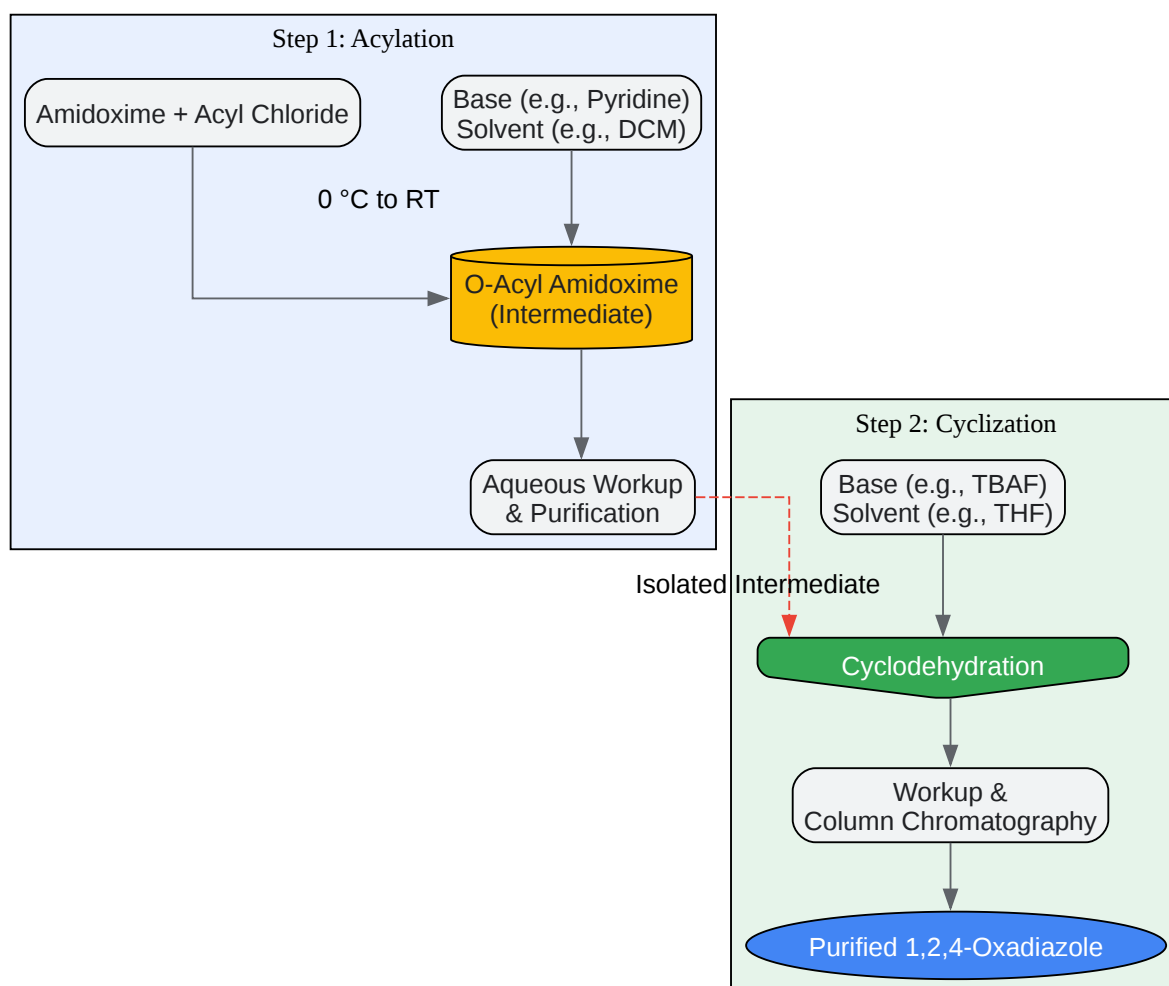 Step 1: Acylation
Amidoxime + Acyl Chloride
Base (e.g., Pyridine)
Solvent (e.g., DCM)
0 °C to RT
O-Acyl Amidoxime
(Intermediate)
Aqueous Workup
& Purification
Isolated Intermediate
Step 2: Cyclization
Base (e.g., TBAF)
Solvent (e.g., THF)
Cyclodehydration
Workup &
Column Chromatography
Purified 1,2,4-Oxadiazole